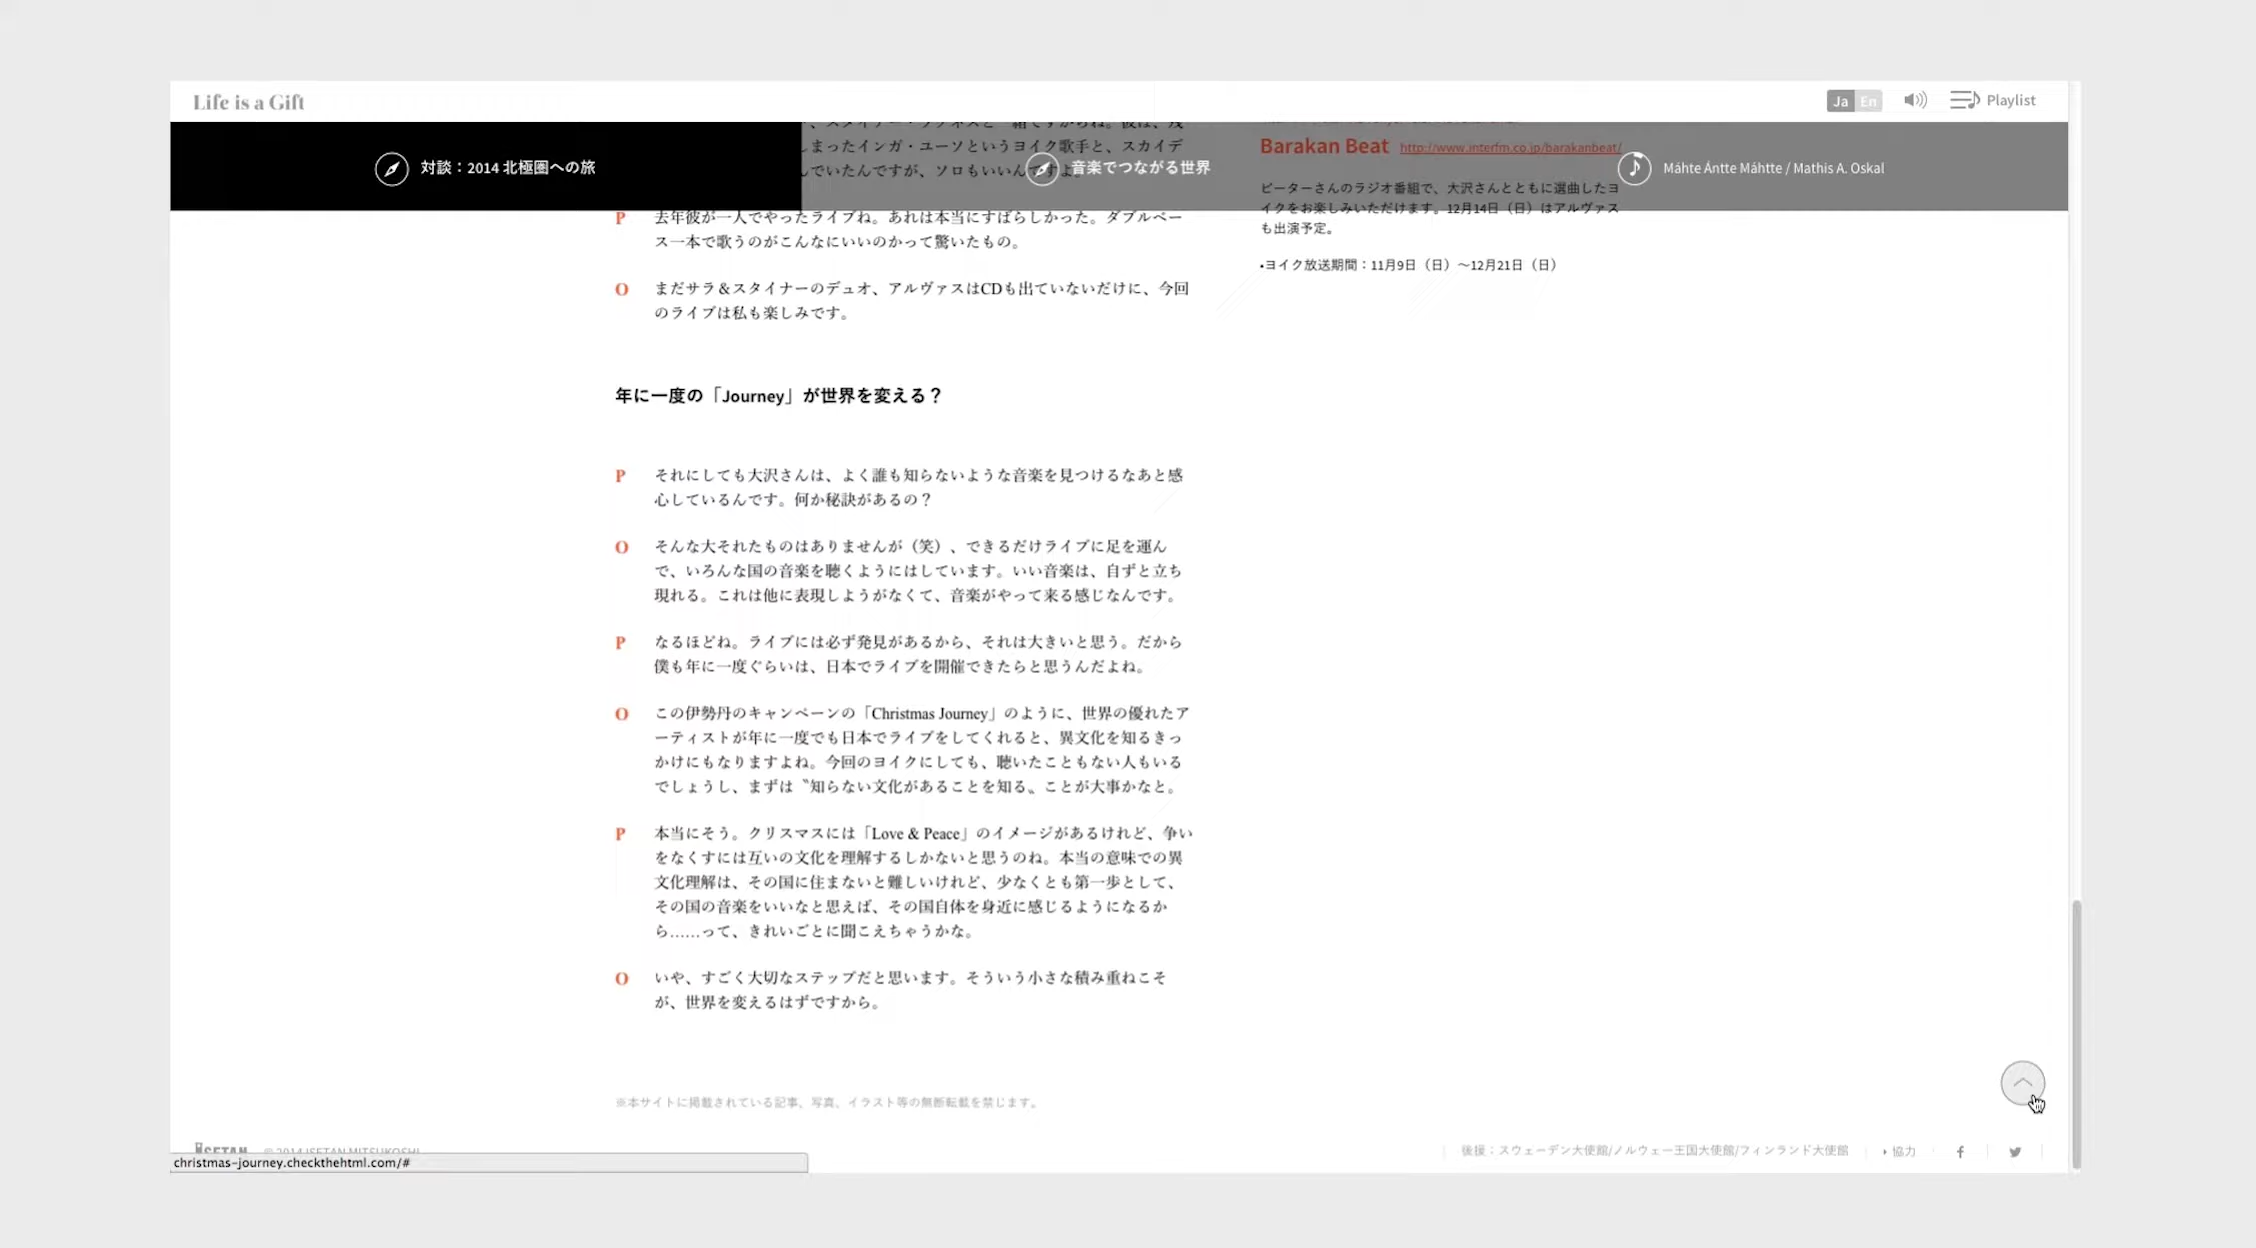 Life is a Gift
Ja En
Playlist
対談：2014 北極圏への旅
音楽でつながる世界
Máhte Ántte Máhtte / Mathis A. Oskal
まったインガ・ユーソというヨイク歌手と、スカイデ
P 去年彼が一人でやったライブね。あれは本当にすばらしかった。ダブルベー
ス一本で歌うのがこんなにいいのかって驚いたもの。
O まだサラ＆スタイナーのデュオ、アルヴァスはCDも出ていないだけに、今回
のライブは私も楽しみです。
年に一度の「Journey」が世界を変える？
P それにしても大沢さんは、よく誰も知らないような音楽を見つけるなあと感
心しているんです。何か秘訣があるの？
O そんな大それたものはありませんが（笑）、できるだけライブに足を運ん
で、いろんな国の音楽を聴くようにはしています。いい音楽は、自ずと立ち
現れる。これは他に表現しようがなくて、音楽がやって来る感じなんです。
P なるほどね。ライブには必ず発見があるから、それは大きいと思う。だから
僕も年に一度ぐらいは、日本でライブを開催できたらと思うんだよね。
O この伊勢丹のキャンペーンの「Christmas Journey」のように、世界の優れたア
ーティストが年に一度でも日本でライブをしてくれると、異文化を知るきっ
かけにもなりますよね。今回のヨイクにしても、聴いたこともない人もいる
でしょうし、まずは〝知らない文化があることを知る〟ことが大事かなと。
P 本当にそう。クリスマスには「Love & Peace」のイメージがあるけれど、争い
をなくすには互いの文化を理解するしかないと思うのね。本当の意味での異
文化理解は、その国に住まないと難しいけれど、少なくとも第一歩として、
その国の音楽をいいなと思えば、その国自体を身近に感じるようになるか
ら……って、きれいごとに聞こえちゃうかな。
O いや、すごく大切なステップだと思います。そういう小さな積み重ねこそ
が、世界を変えるはずですから。
Barakan Beat http://www.interfm.co.jp/barakanbeat/
ピーターさんのラジオ番組で、大沢さんとともに選曲したヨ
イクをお楽しみいただけます。12月14日（日）はアルヴァス
も出演予定。
•ヨイク放送期間：11月9日（日）〜12月21日（日）
※本サイトに掲載されている記事、写真、イラスト等の無断転載を禁じます。
ISETAN © 2014 ISETAN MITSUKOSHI
christmas-journey.checkthehtml.com/#
後援：スウェーデン大使館/ノルウェー王国大使館/フィンランド大使館
協力